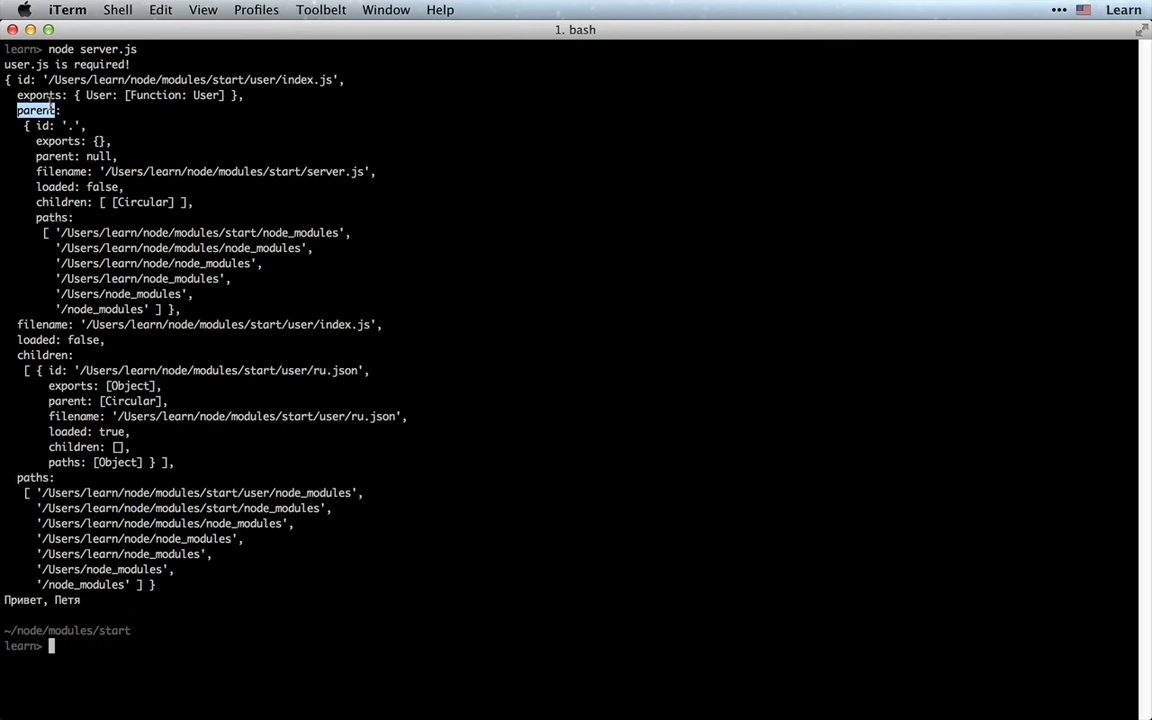 iTerm Shell Edit View Profiles Toolbelt Window Help ••• Learn
1. bash
learn> node server.js
user.js is required!
{ id: '/Users/learn/node/modules/start/user/index.js',
exports: { User: [Function: User] },
parent:
{ id: '.',
exports: {},
parent: null,
filename: '/Users/learn/node/modules/start/server.js',
loaded: false,
children: [ [Circular] ],
paths:
[ '/Users/learn/node/modules/start/node_modules',
'/Users/learn/node/modules/node_modules',
'/Users/learn/node/node_modules',
'/Users/learn/node_modules',
'/Users/node_modules',
'/node_modules' ] },
filename: '/Users/learn/node/modules/start/user/index.js',
loaded: false,
children:
[ { id: '/Users/learn/node/modules/start/user/ru.json',
exports: [Object],
parent: [Circular],
filename: '/Users/learn/node/modules/start/user/ru.json',
loaded: true,
children: [],
paths: [Object] } ],
paths:
[ '/Users/learn/node/modules/start/user/node_modules',
'/Users/learn/node/modules/start/node_modules',
'/Users/learn/node/modules/node_modules',
'/Users/learn/node/node_modules',
'/Users/learn/node_modules',
'/Users/node_modules',
'/node_modules' ] }
Привет, Петя
~/node/modules/start
learn>